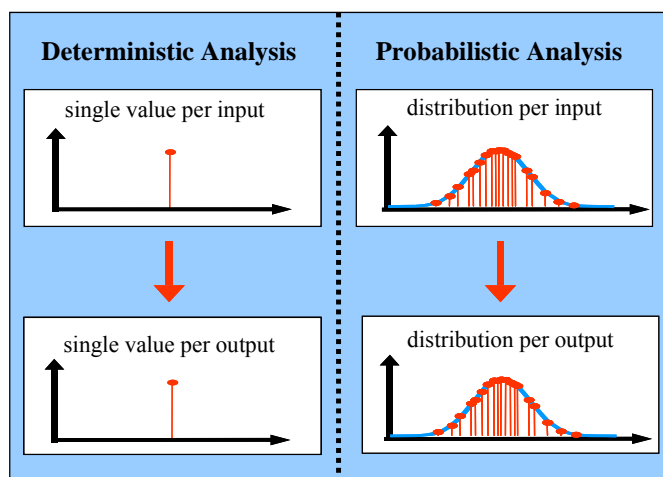 Deterministic Analysis
single value per input
single value per output
Probabilistic Analysis
distribution per input
distribution per output